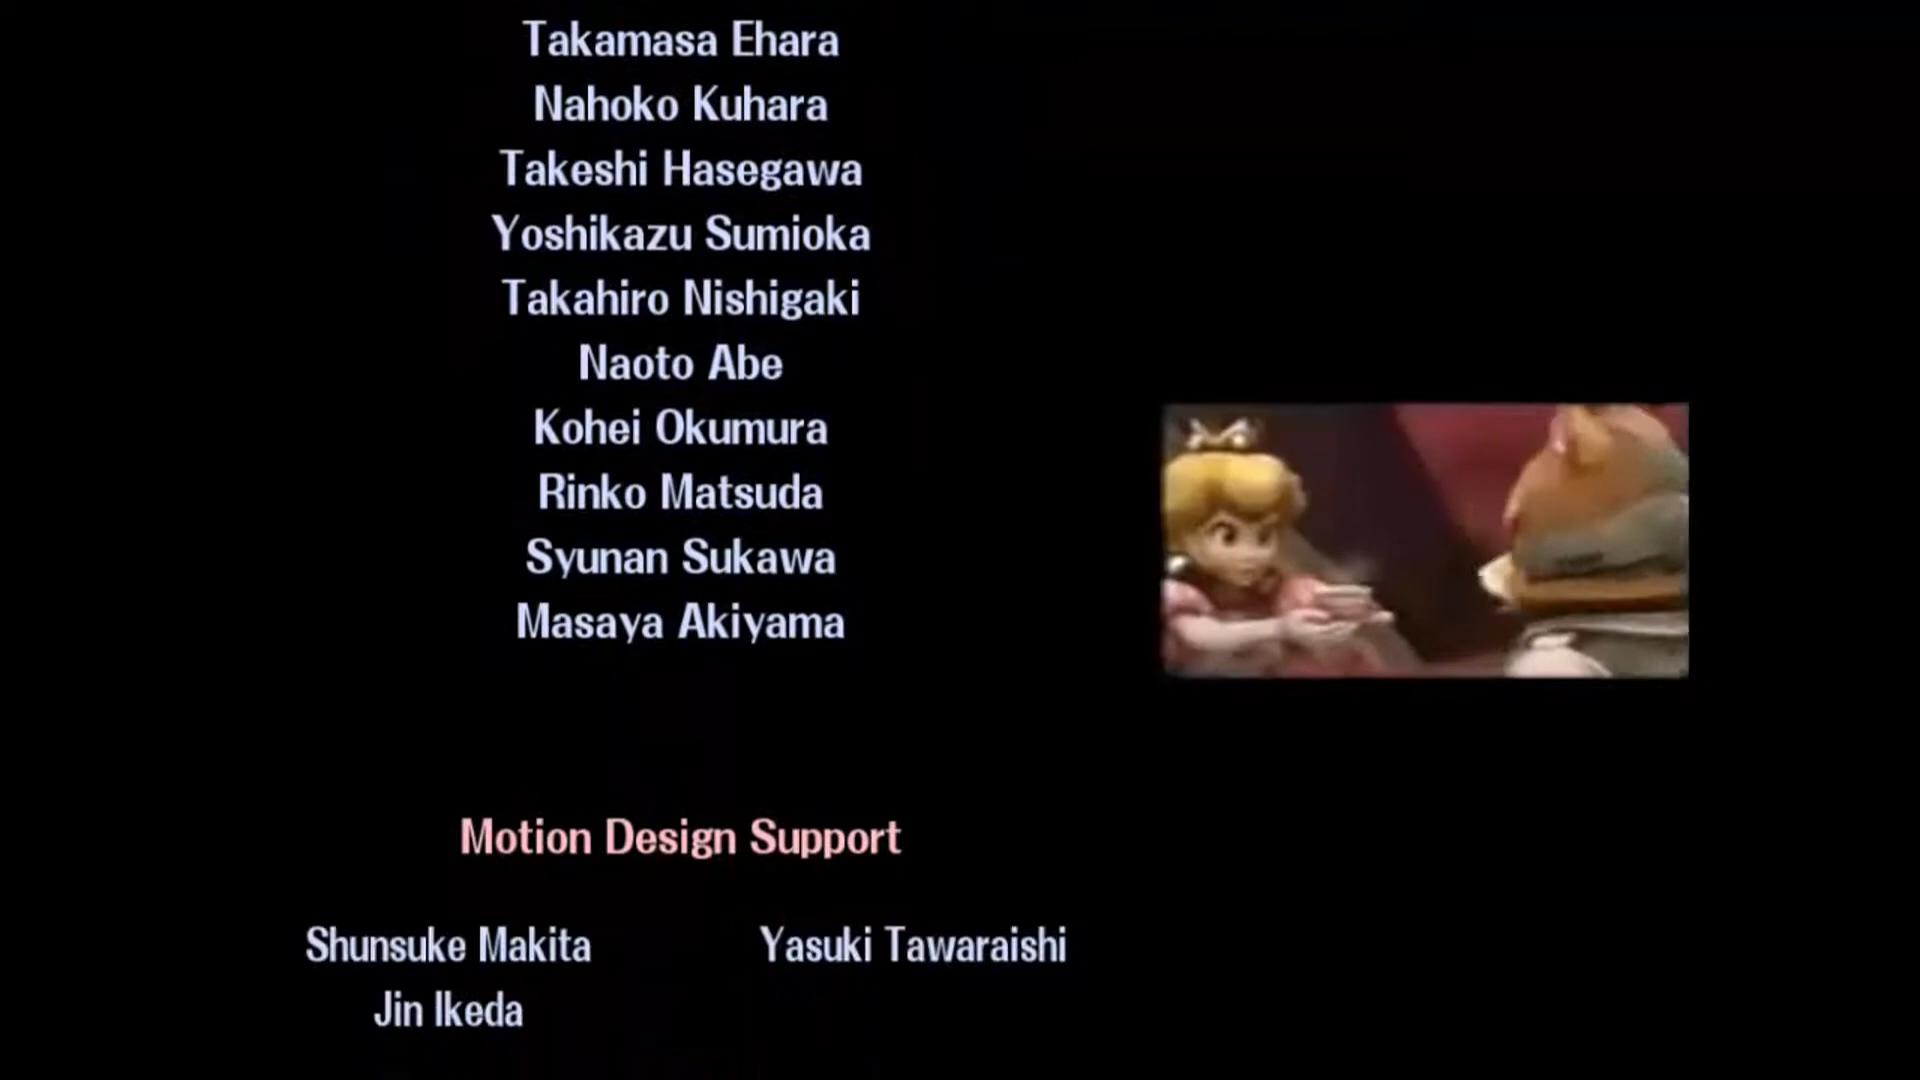 Takamasa Ehara
Nahoko Kuhara
Takeshi Hasegawa
Yoshikazu Sumioka
Takahiro Nishigaki
Naoto Abe
Kohei Okumura
Rinko Matsuda
Syunan Sukawa
Masaya Akiyama
Motion Design Support
Shunsuke Makita Yasuki Tawaraishi
Jin Ikeda